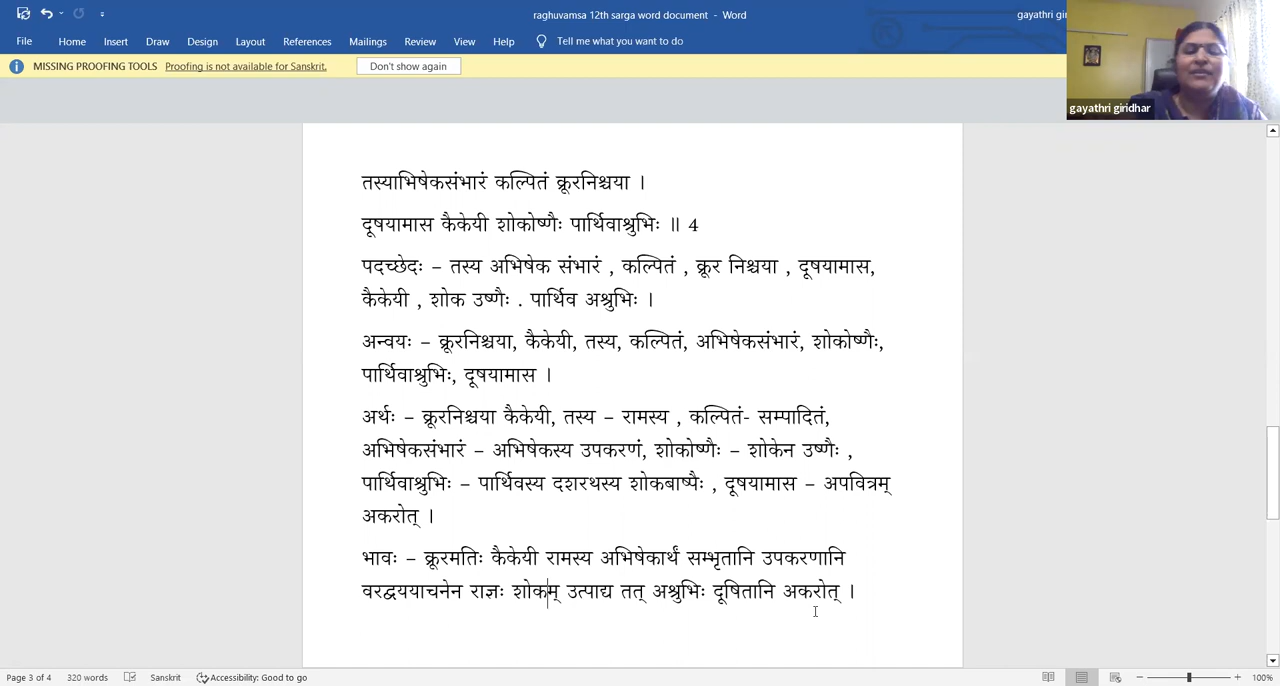 raghuvamsa 12th sarga word document - Word
gayathri gi
File Home Insert Draw Design Layout References Mailings Review View Help Tell me what you want to do
MISSING PROOFING TOOLS Proofing is not available for Sanskrit. Don't show again
gayathri giridhar
तस्याभिषेकसंभारं कल्पितं क्रूरनिश्चया ।
दूषयामास कैकेयी शोकोष्णैः पार्थिवाश्रुभिः ॥ 4
पदच्छेदः – तस्य अभिषेक संभारं , कल्पितं , क्रूर निश्चया , दूषयामास,
कैकेयी , शोक उष्णैः . पार्थिव अश्रुभिः ।
अन्वयः – क्रूरनिश्चया, कैकेयी, तस्य, कल्पितं, अभिषेकसंभारं, शोकोष्णैः,
पार्थिवाश्रुभिः, दूषयामास ।
अर्थः – क्रूरनिश्चया कैकेयी, तस्य – रामस्य , कल्पितं- सम्पादितं,
अभिषेकसंभारं – अभिषेकस्य उपकरणं, शोकोष्णैः – शोकेन उष्णैः ,
पार्थिवाश्रुभिः – पार्थिवस्य दशरथस्य शोकबाष्पैः , दूषयामास – अपवित्रम्
अकरोत् ।
भावः – क्रूरमतिः कैकेयी रामस्य अभिषेकार्थं सम्भृतानि उपकरणानि
वरद्वययाचनेन राज्ञः शोकम् उत्पाद्य तत् अश्रुभिः दूषितानि अकरोत् ।
Page 3 of 4 320 words Sanskrit Accessibility: Good to go 100%